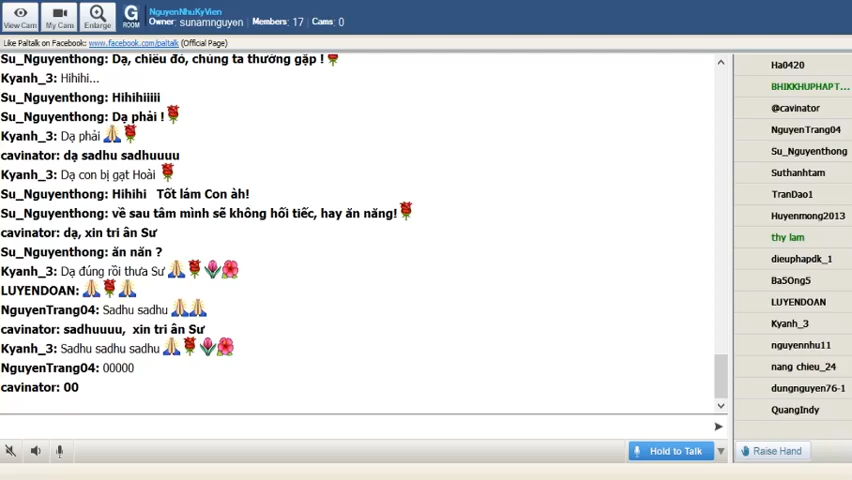 NguyenNhuKyVien
Owner: sunamnguyen Members: 17 Cams: 0
View Cam
My Cam
Enlarge
G
ROOM
Like Paltalk on Facebook: www.facebook.com/paltalk (Official Page)
Su_Nguyenthong: Dạ, chiều đó, chúng ta thường gặp !
Kyanh_3: Hihihi...
Su_Nguyenthong: Hihihiiiii
Su_Nguyenthong: Dạ phải !
Kyanh_3: Dạ phải
cavinator: dạ sadhu sadhuuuu
Kyanh_3: Dạ con bị gạt Hoài
Su_Nguyenthong: Hihihi Tốt lám Con àh!
Su_Nguyenthong: về sau tâm mình sẽ không hối tiếc, hay ăn năng!
cavinator: dạ, xin tri ân Sư
Su_Nguyenthong: ăn năn ?
Kyanh_3: Dạ đúng rồi thưa Sư
LUYENDOAN:
NguyenTrang04: Sadhu sadhu
cavinator: sadhuuuu, xin tri ân Sư
Kyanh_3: Sadhu sadhu sadhu
NguyenTrang04: 00000
cavinator: 00
Hold to Talk
Ha0420
BHIKKHUPHAPT...
@cavinator
NguyenTrang04
Su_Nguyenthong
Suthanhtam
TranDao1
Huyenmong2013
thy lam
dieuphapdk_1
Ba5Ong5
LUYENDOAN
Kyanh_3
nguyennhu11
nang chieu_24
dungnguyen76-1
QuangIndy
Raise Hand